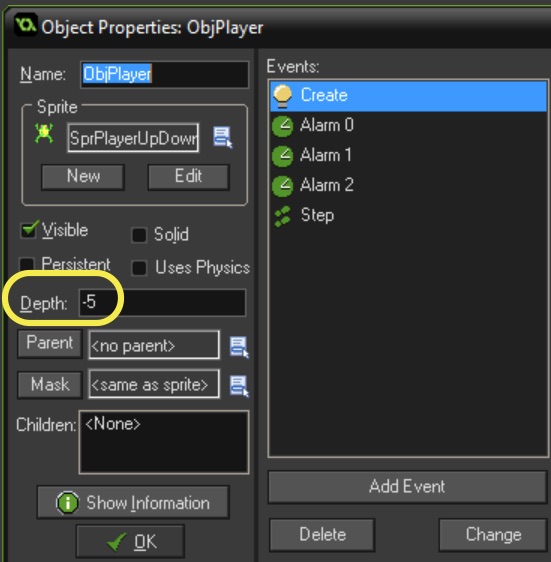 Object Properties: ObjPlayer
Name: ObjPlayer
Sprite
SprPlayerUpDowr
New Edit
Visible Solid
Persistent Uses Physics
Depth: -5
Parent <no parent>
Mask <same as sprite>
Children: <None>
Show Information
OK
Events:
Create
Alarm 0
Alarm 1
Alarm 2
Step
Add Event
Delete Change